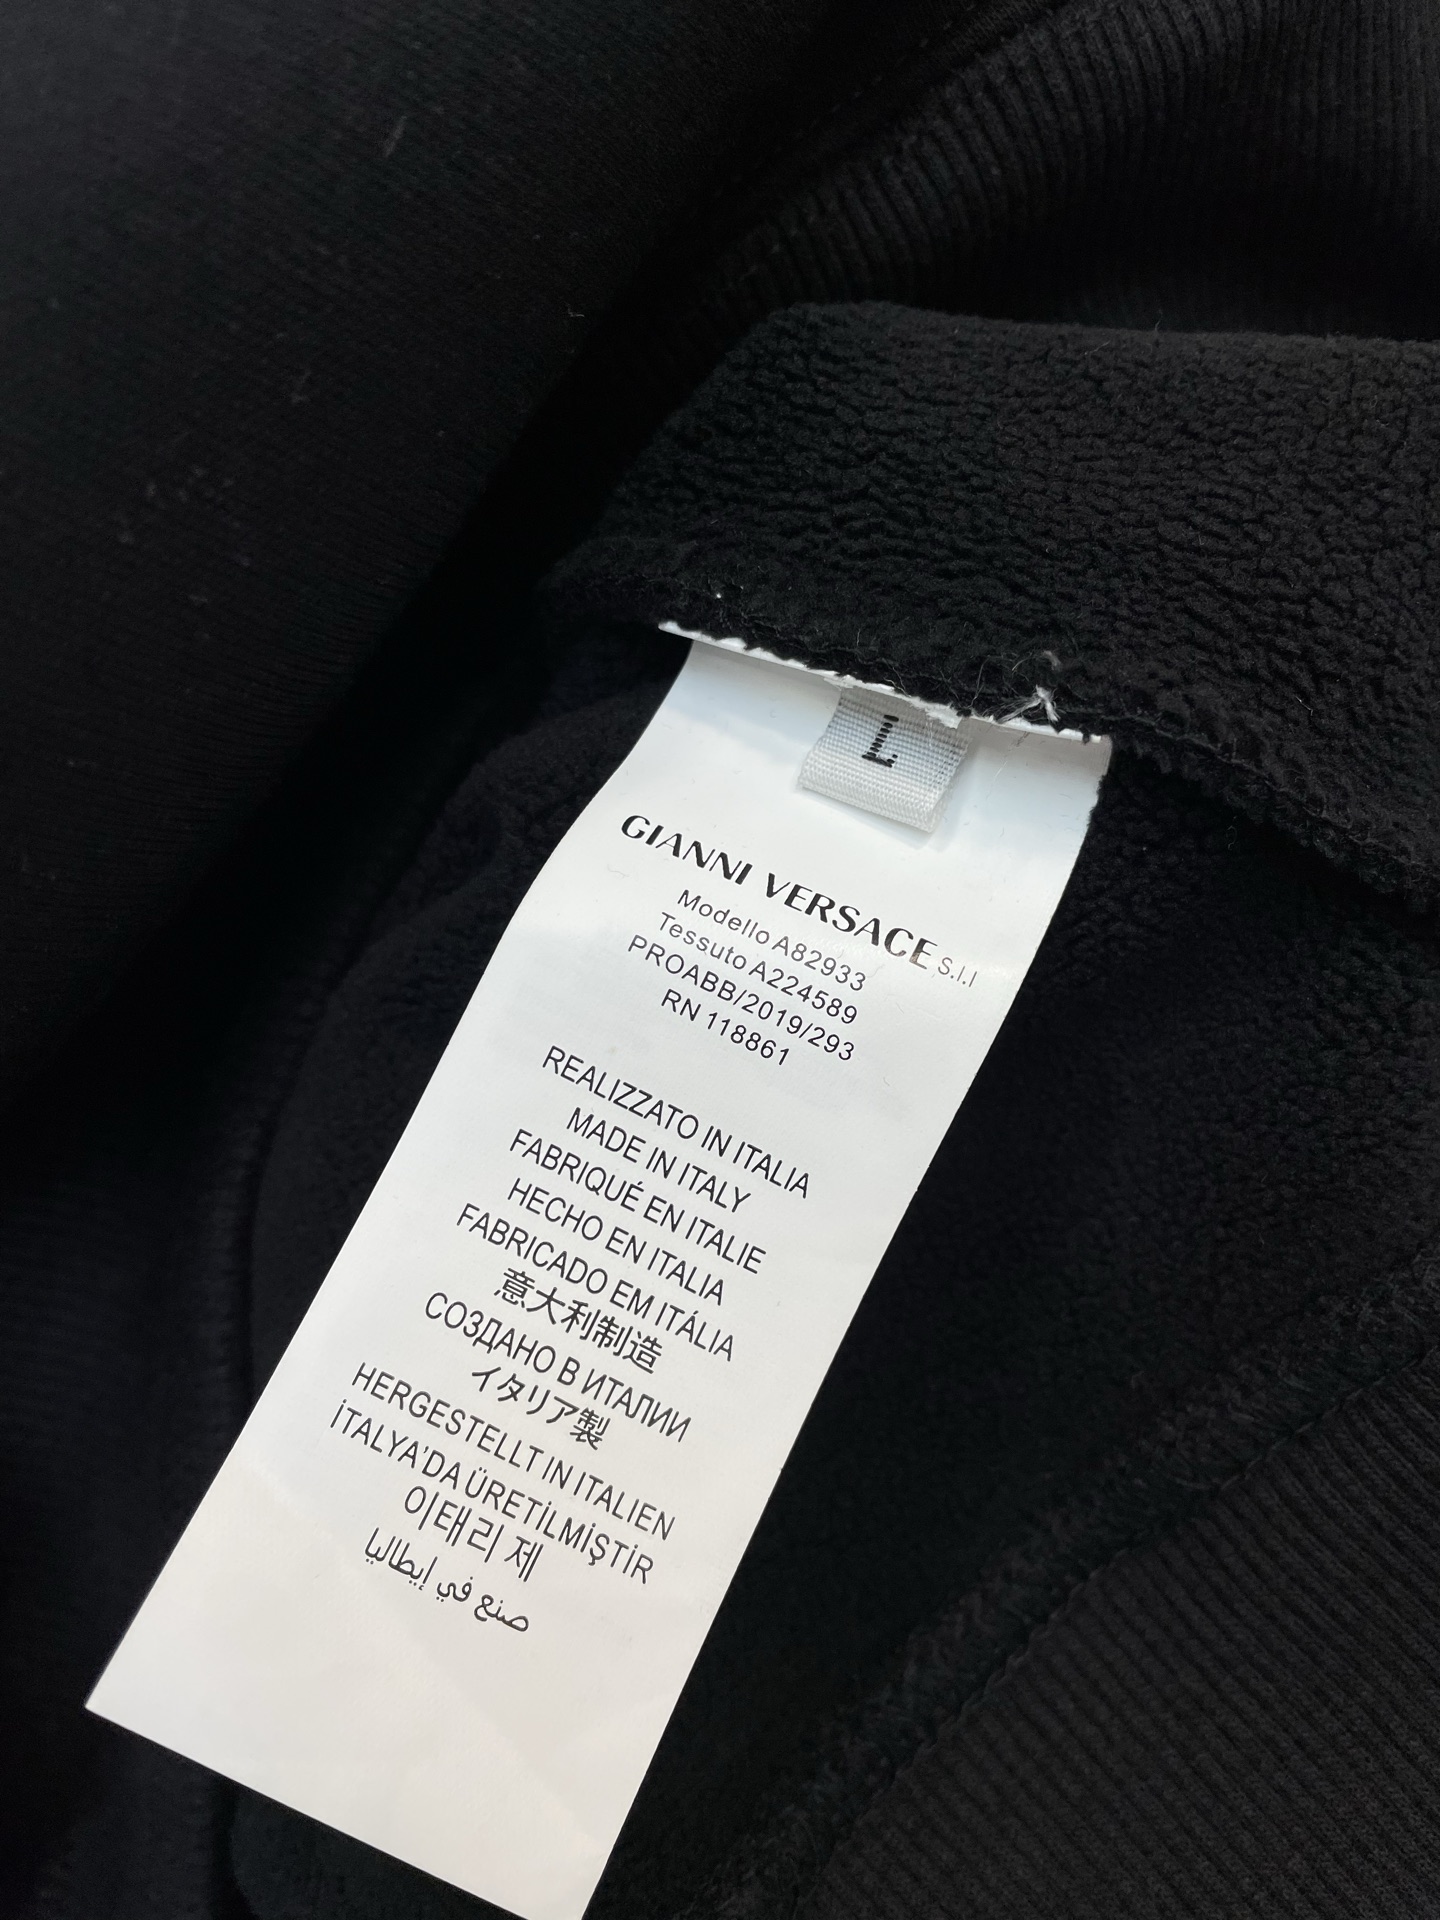 L
GIANNI VERSACE S.I.I
Modello A82933
Tessuto A224589
PROABB/2019/293
RN 118861
REALIZZATO IN ITALIA
MADE IN ITALY
FABRIQUÉ EN ITALIE
HECHO EN ITALIA
FABRICADO EM ITÁLIA
意大利制造
СОЗДАНО В ИТАЛИИ
イタリア製
HERGESTELLT IN ITALIEN
İTALYA'DA ÜRETİLMİŞTİR
이태리 제
صنع في إيطاليا